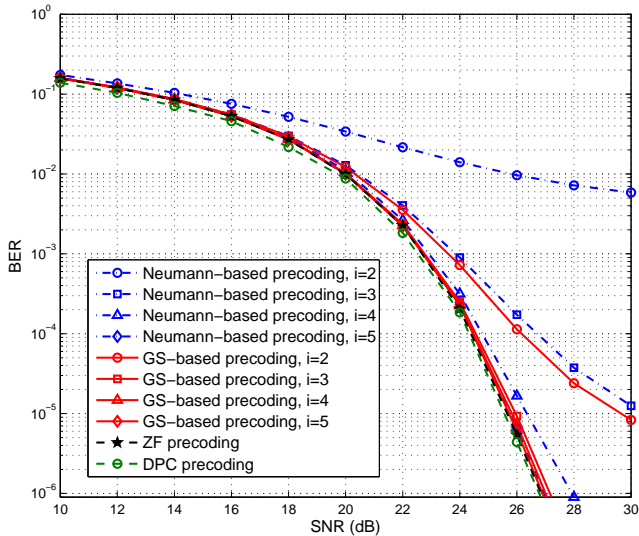 10^0
10^-1
10^-2
10^-3
10^-4
10^-5
10^-6
BER
Neumann-based precoding, i=2
Neumann-based precoding, i=3
Neumann-based precoding, i=4
Neumann-based precoding, i=5
GS-based precoding, i=2
GS-based precoding, i=3
GS-based precoding, i=4
GS-based precoding, i=5
ZF precoding
DPC precoding
10 12 14 16 18 20 22 24 26 28 30
SNR (dB)